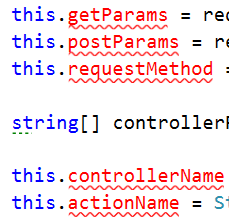 this.getParams = re
this.postParams = re
this.requestMethod =
string[] controller
this.controllerName
this.actionName = St